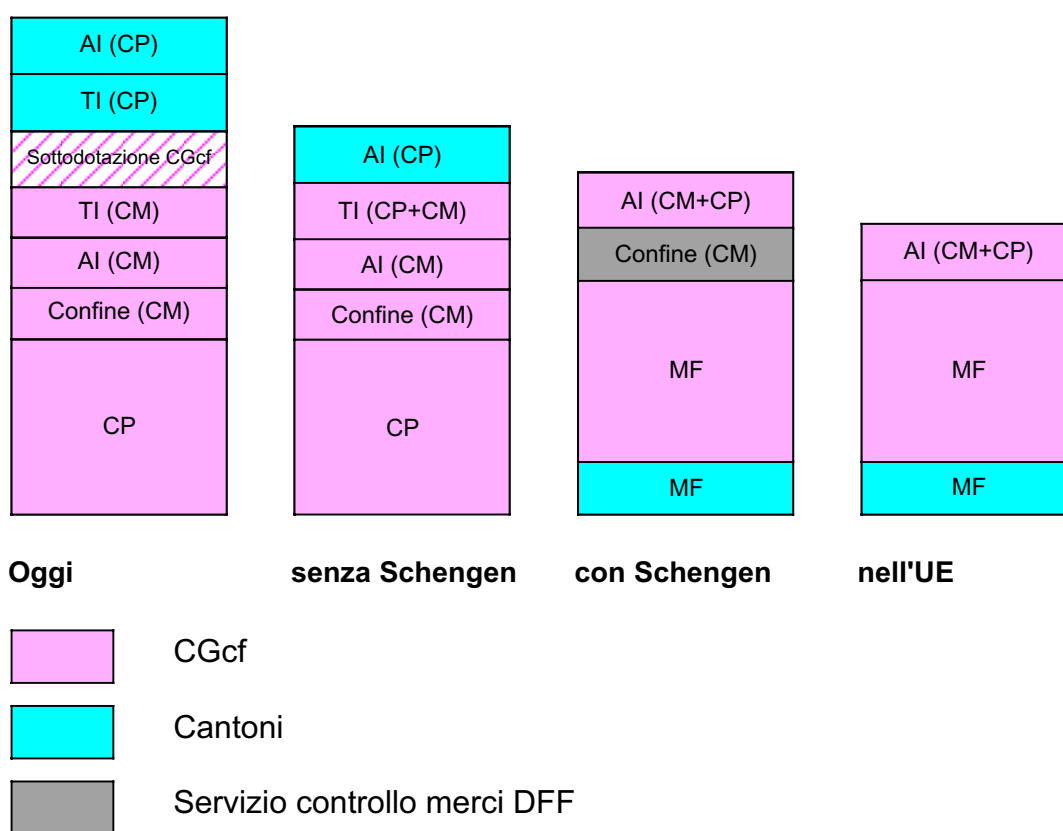 AI (CP)
TI (CP)
Sottodotazione CGcf
TI (CM)
AI (CM)
Confine (CM)
CP
AI (CP)
TI (CP+CM)
AI (CM)
Confine (CM)
CP
AI (CM+CP)
Confine (CM)
MF
MF
AI (CM+CP)
MF
MF
Oggi
senza Schengen
con Schengen
nell'UE
CGcf
Cantoni
Servizio controllo merci DFF